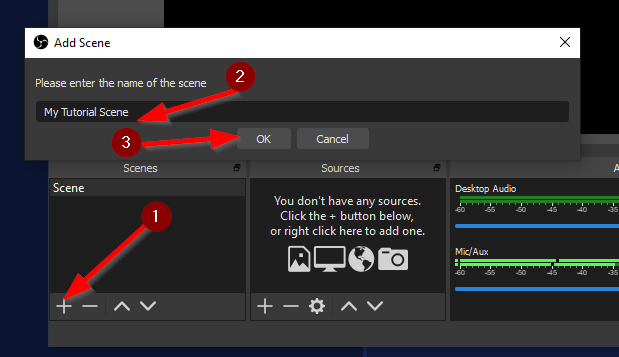 Add Scene
Please enter the name of the scene
2
My Tutorial Scene
3
OK Cancel
Scenes
Sources
A
Scene
1
You don't have any sources.
Click the + button below,
or right click here to add one.
Desktop Audio
-60 -55 -50 -45 -40 -35
Mic/Aux
-60 -55 -50 -45 -40 -35